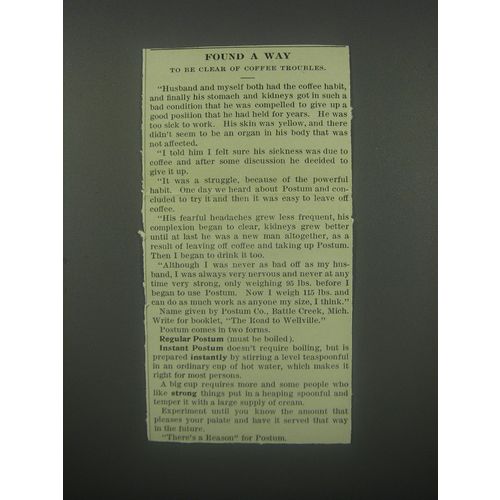 FOUND A WAY
TO BE CLEAR OF COFFEE TROUBLES.
"Husband and myself both had the coffee habit,
and finally his stomach and kidneys got in such a
bad condition that he was compelled to give up a
good position that he had held for years. He was
too sick to work. His skin was yellow, and there
didn't seem to be an organ in his body that was
not affected.
"I told him I felt sure his sickness was due to
coffee and after some discussion he decided to
give it up.
"It was a struggle, because of the powerful
habit. One day we heard about Postum and con-
cluded to try it and then it was easy to leave off
coffee.
"His fearful headaches grew less frequent, his
complexion began to clear, kidneys grew better
until at last he was a new man altogether, as a
result of leaving off coffee and taking up Postum.
Then I began to drink it too.
"Although I was never as bad off as my hus-
band, I was always very nervous and never at any
time very strong, only weighing 95 lbs. before I
began to use Postum. Now I weigh 115 lbs. and
can do as much work as anyone my size, I think."
Name given by Postum Co., Battle Creek, Mich.
Write for booklet, "The Road to Wellville."
Postum comes in two forms.
Regular Postum (must be boiled).
Instant Postum doesn't require boiling, but is
prepared instantly by stirring a level teaspoonful
in an ordinary cup of hot water, which makes it
right for most persons.
A big cup requires more and some people who
like strong things put in a heaping spoonful and
temper it with a large supply of cream.
Experiment until you know the amount that
pleases your palate and have it served that way
in the future.
"There's a Reason" for Postum.